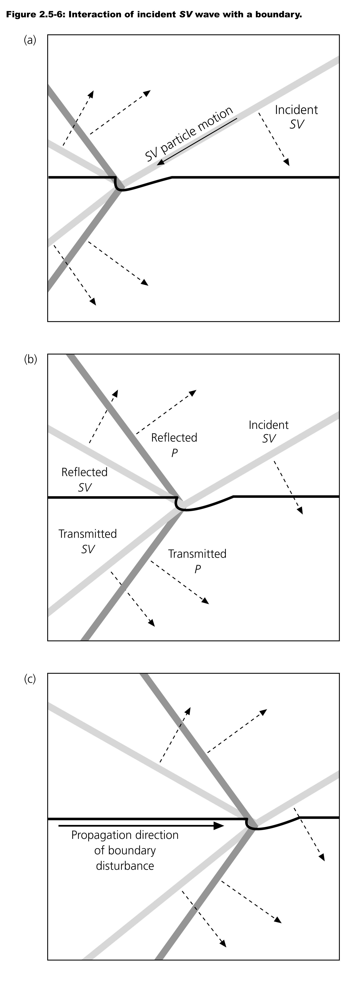 Figure 2.5-6: Interaction of incident SV wave with a boundary.
(a)
Incident
SV
SV particle motion
(b)
Incident
SV
Reflected
P
Reflected
SV
Transmitted
SV
Transmitted
P
(c)
Propagation direction
of boundary
disturbance